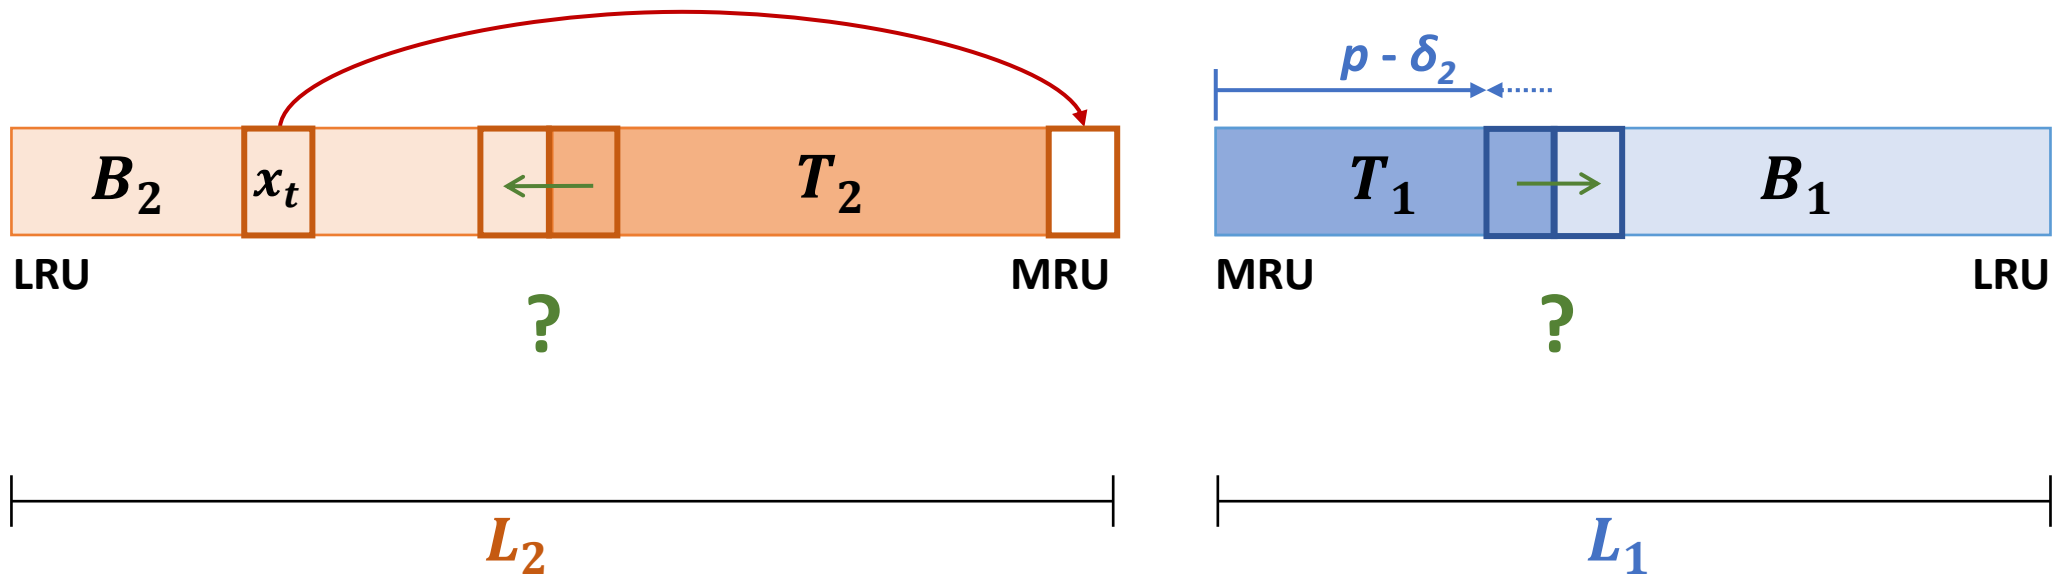 p - δ₂
B₂ xₜ T₂ T₁ B₁
LRU MRU MRU LRU
? ?
L₂ L₁